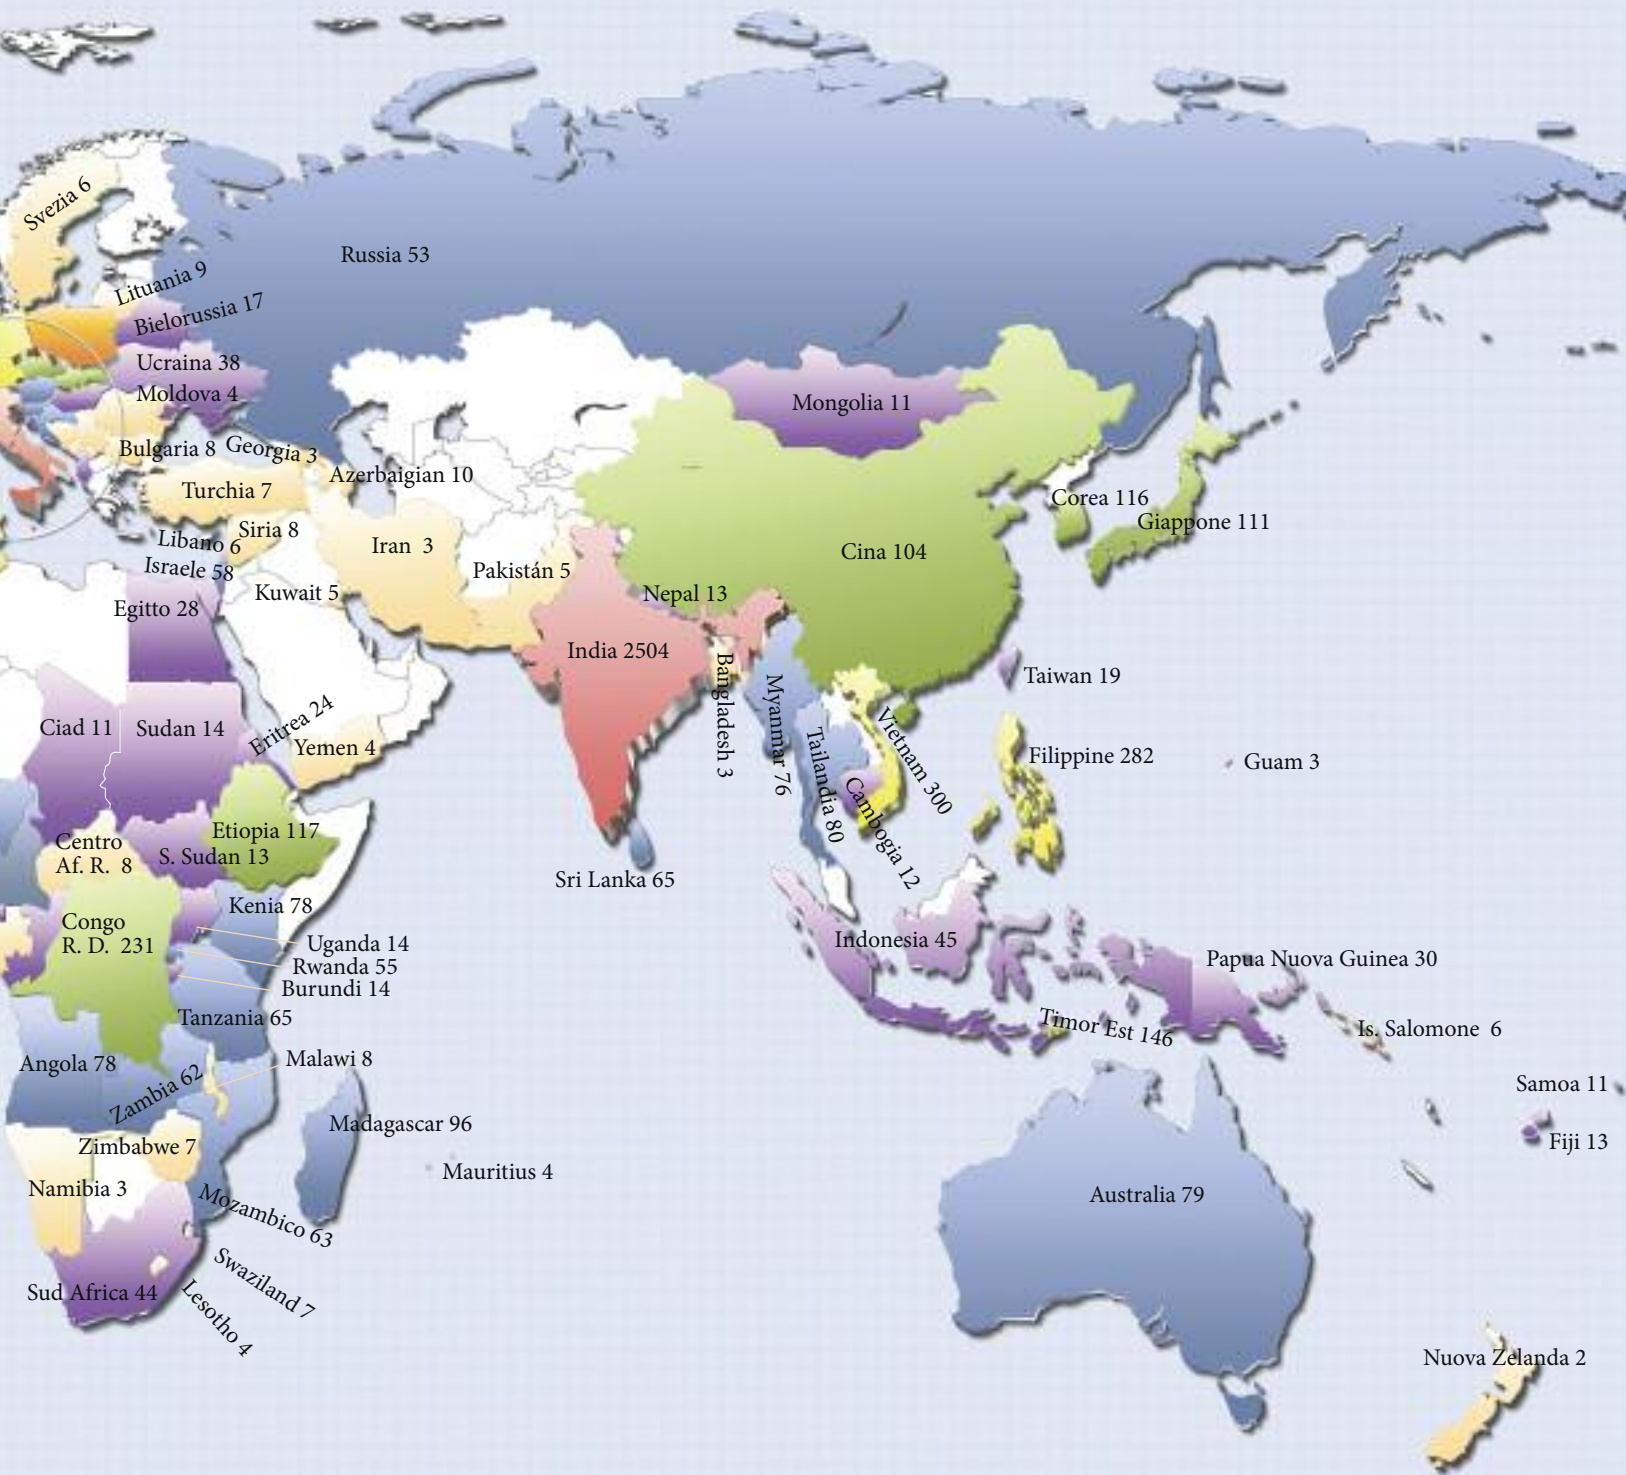 Svezia 6
Russia 53
Lituania 9
Bielorussia 17
Ucraina 38
Moldova 4
Mongolia 11
Bulgaria 8
Georgia 3
Azerbaigian 10
Turchia 7
Corea 116
Giappone 111
Siria 8
Libano 6
Iran 3
Cina 104
Israele 58
Pakistán 5
Kuwait 5
Nepal 13
Egitto 28
India 2504
Bangladesh 3
Myanmar 76
Taiwan 19
Ciad 11
Sudan 14
Eritrea 24
Yemen 4
Tailandia 80
Vietnam 300
Cambogia 12
Filippine 282
Guam 3
Centro
Af. R. 8
Etiopia 117
S. Sudan 13
Sri Lanka 65
Kenia 78
Congo
R. D. 231
Uganda 14
Rwanda 55
Burundi 14
Indonesia 45
Papua Nuova Guinea 30
Tanzania 65
Timor Est 146
Is. Salomone 6
Angola 78
Malawi 8
Zambia 62
Samoa 11
Madagascar 96
Fiji 13
Zimbabwe 7
Mauritius 4
Namibia 3
Australia 79
Mozambico 63
Swaziland 7
Sud Africa 44
Lesotho 4
Nuova Zelanda 2